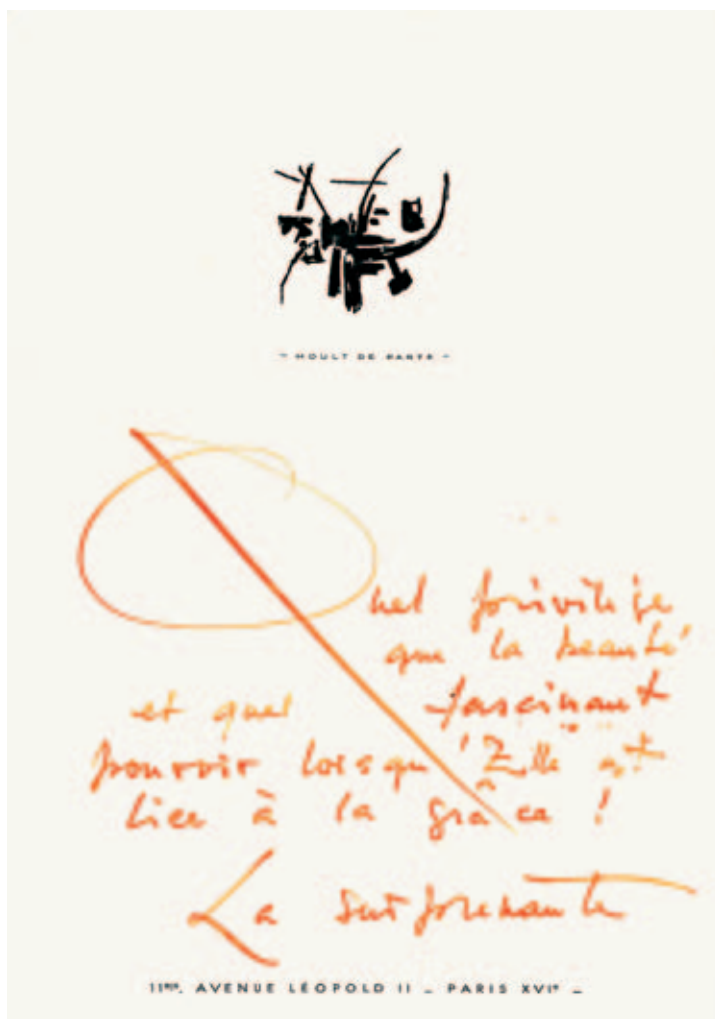 — MOULT DE PANTE —
Quel privilège
que la beauté
et quel fascinant
pouvoir lorsqu'Elle est
liée à la grâce !
La surprenante
11bis, AVENUE LÉOPOLD II _ PARIS XVIe _